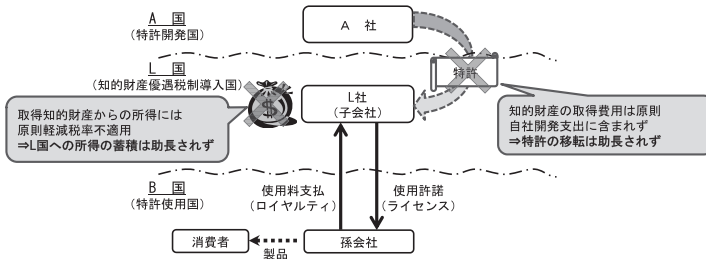 A 国
(特許開発国)
A 社
L 国
(知的財産優遇税制導入国)
特許
$
L社
(子会社)
取得知的財産からの所得には
原則軽減税率不適用
⇒L国への所得の蓄積は助長されず
知的財産の取得費用は原則
自社開発支出に含まれず
⇒特許の移転は助長されず
B 国
(特許使用国)
使用料支払
(ロイヤルティ)
使用許諾
(ライセンス)
消費者
製品
孫会社